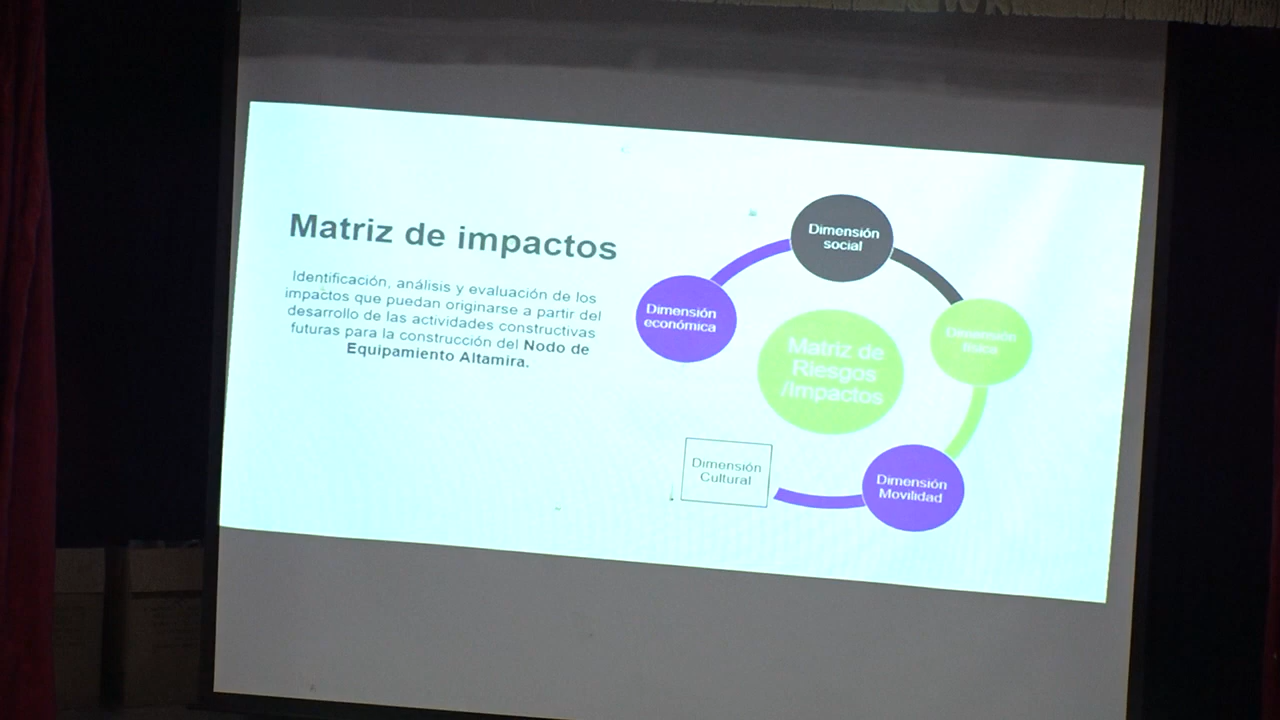 Matriz de impactos
Identificación, análisis y evaluación de los
impactos que puedan originarse a partir del
desarrollo de las actividades constructivas
futuras para la construcción del Nodo de
Equipamiento Altamira.
Dimensión
social
Dimensión
económica
Dimensión
física
Matriz de
Riesgos
/Impactos
Dimensión
Cultural
Dimensión
Movilidad